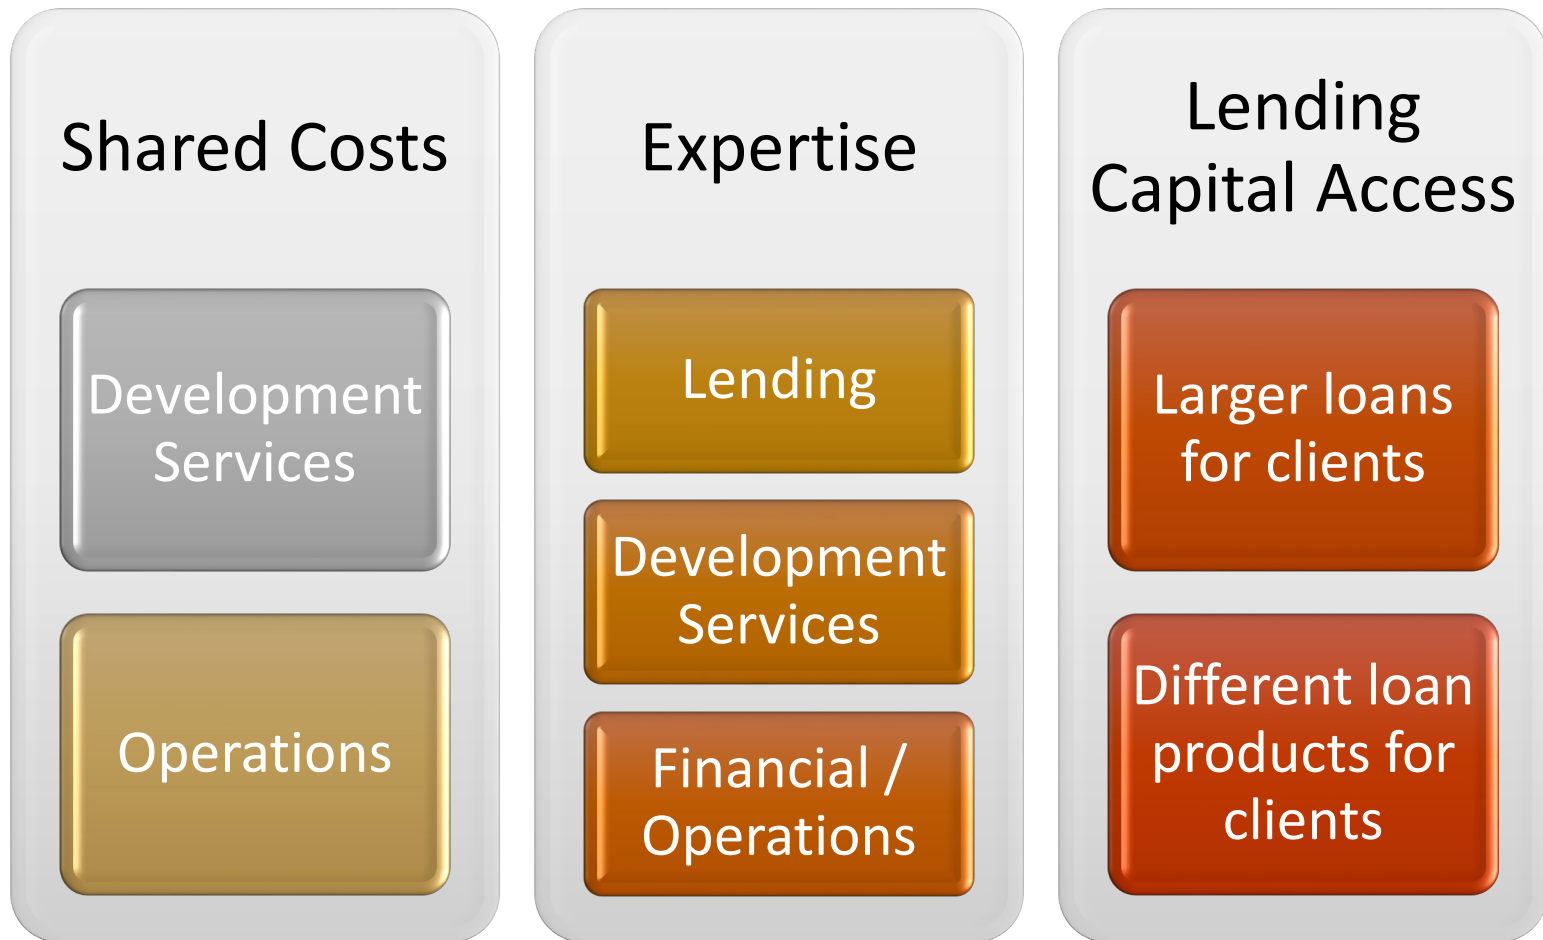 Shared Costs
Development
Services
Operations
Expertise
Lending
Development
Services
Financial /
Operations
Lending
Capital Access
Larger loans
for clients
Different loan
products for
clients